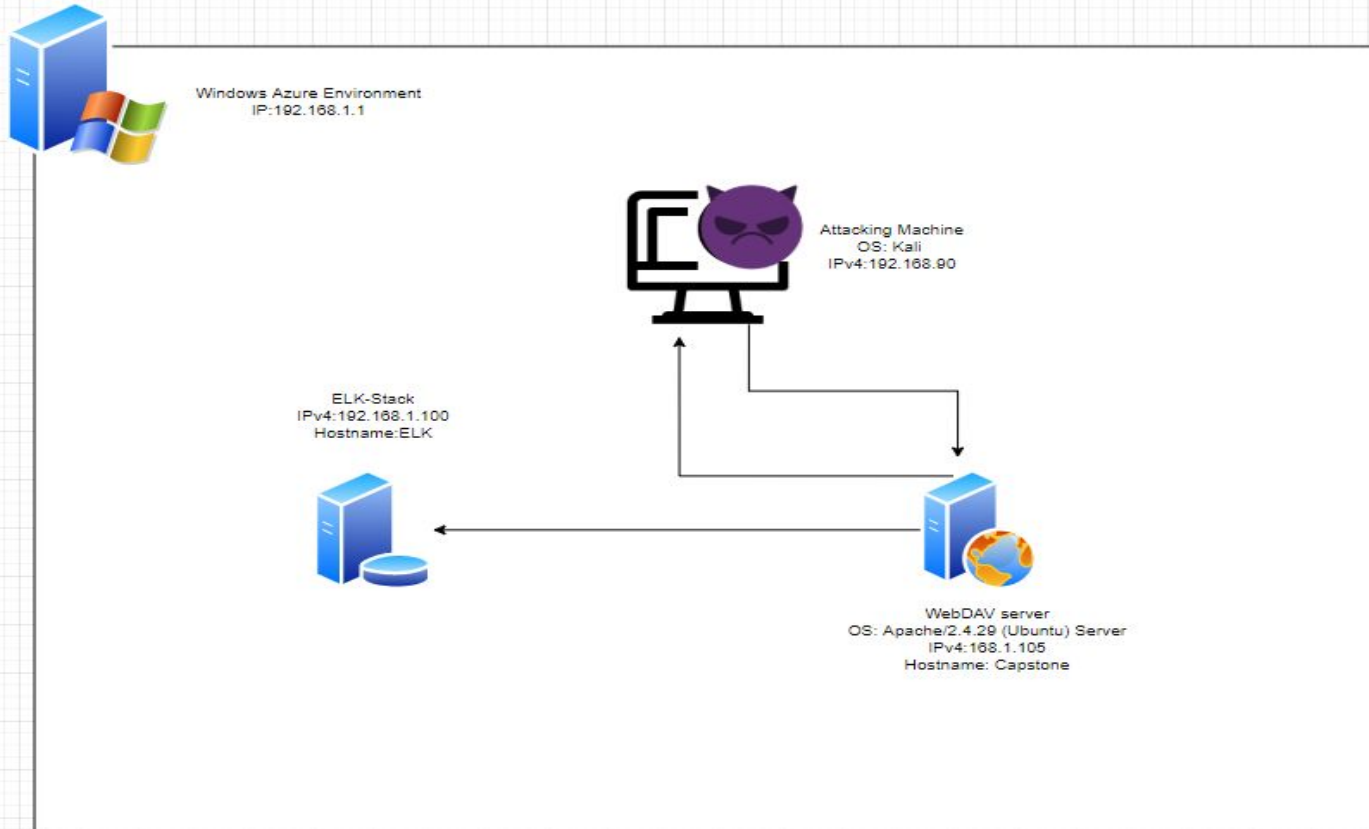 Windows Azure Environment
IP:192.168.1.1
Attacking Machine
OS: Kali
IPv4:192.168.90
ELK-Stack
IPv4:192.168.1.100
Hostname:ELK
WebDAV server
OS: Apache/2.4.29 (Ubuntu) Server
IPv4:168.1.105
Hostname: Capstone